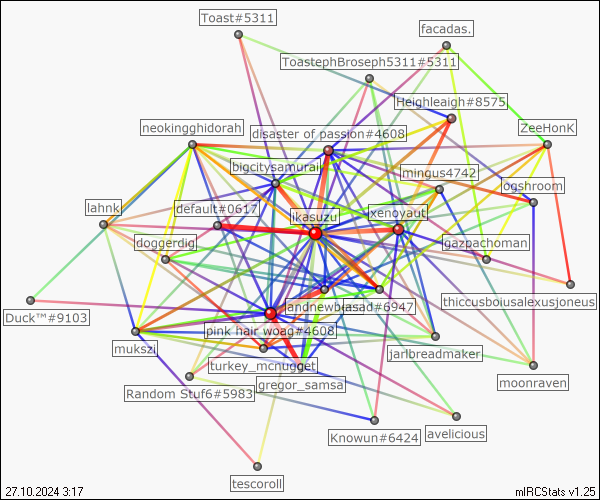 Toast#5311
facadas.
ToastephBroseph5311#5311
Heighleaigh#8575
neokingghidorah
disaster of passion#4608
ZeeHonK
bigcitysamurai
mingus4742
ogshroom
lahnk
default#0617
ikasuzu
xenovaut
doggerdig
gazpachoman
thiccusbousalexusjoneus
Duck™#9103
asad#6947
pink hair woag#4608
mukszi
jarlbreadmaker
turkey_mcnugget
gregor_samsa
moonraven
Random Stuf6#5983
Knowun#6424
avelicious
tescoroll
27.10.2024 3:17
mIRCStats v1.25